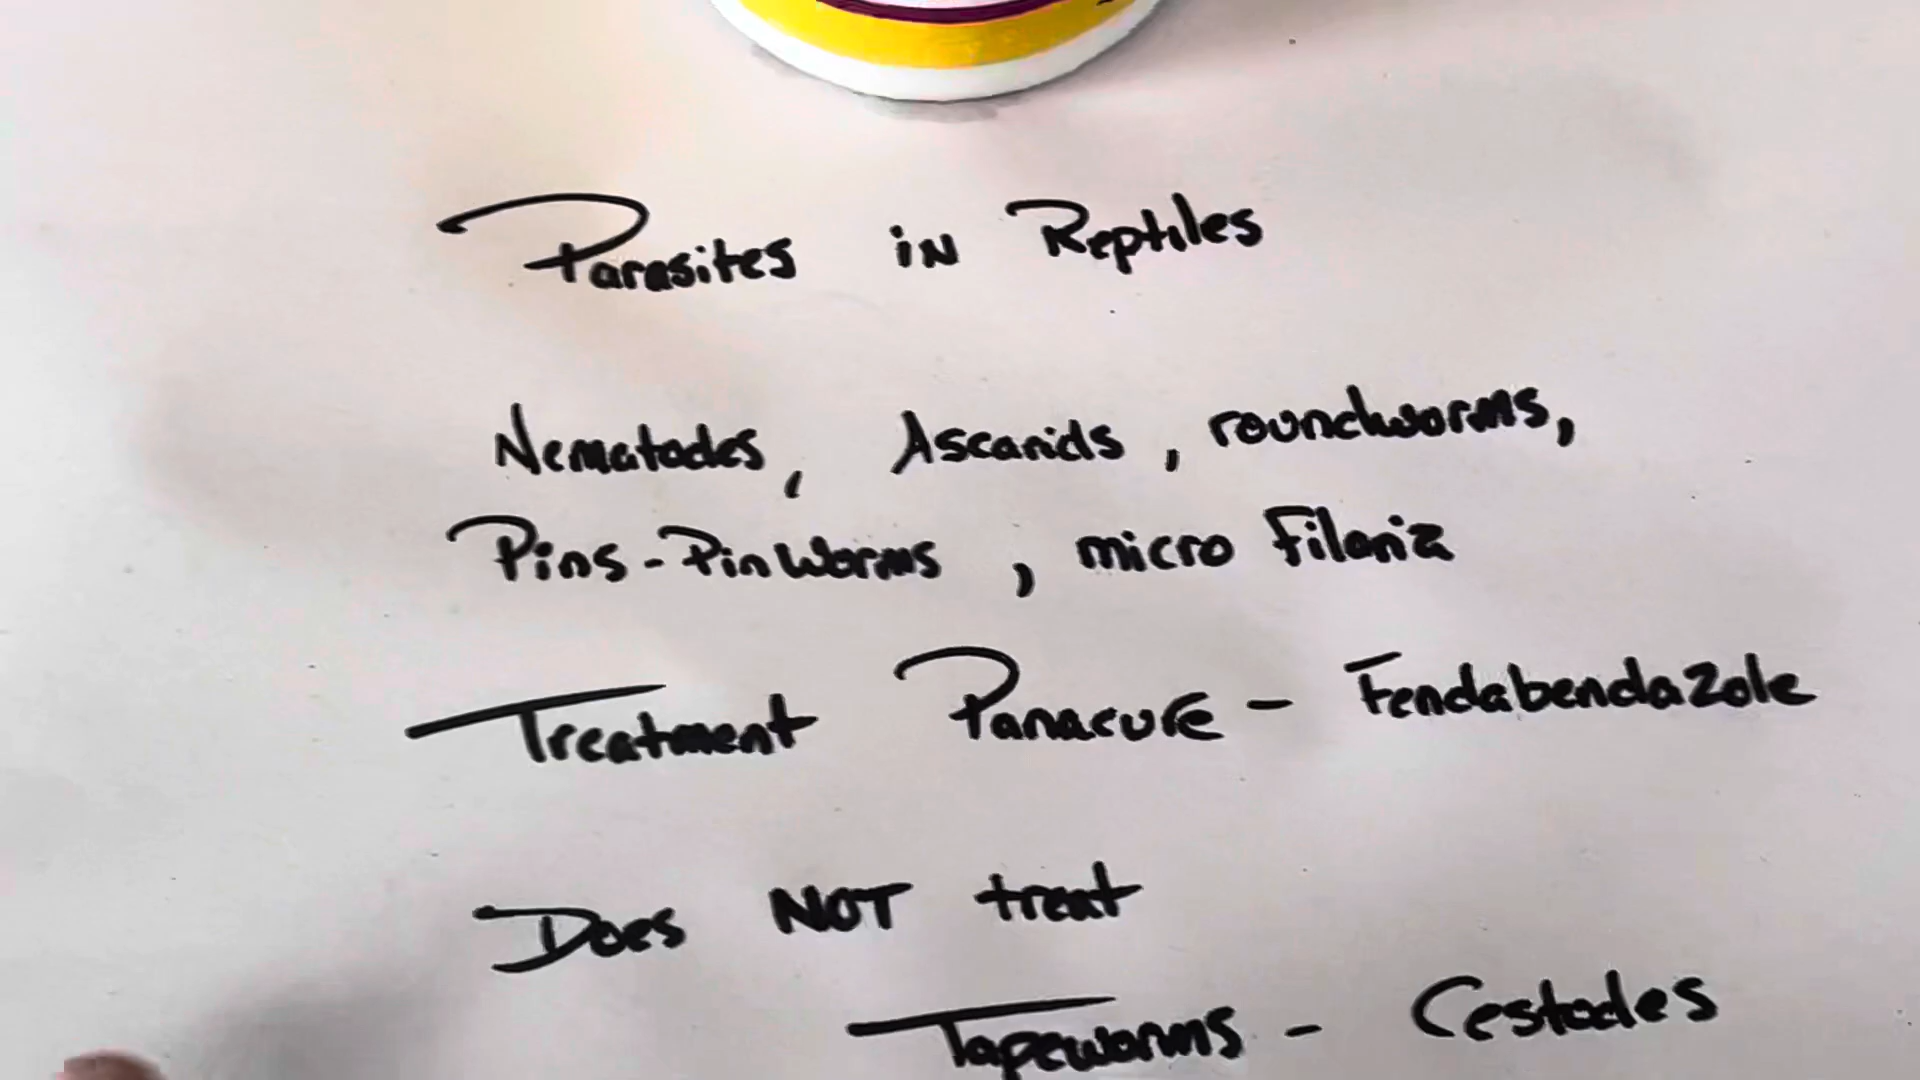 Parasites in Reptiles
Nematodes, Ascarids, roundworms,
Pins-Pinworms, micro Filaria
Treatment Panacure - Fendabendazole
Does NOT treat
Tapeworms - Cestodes